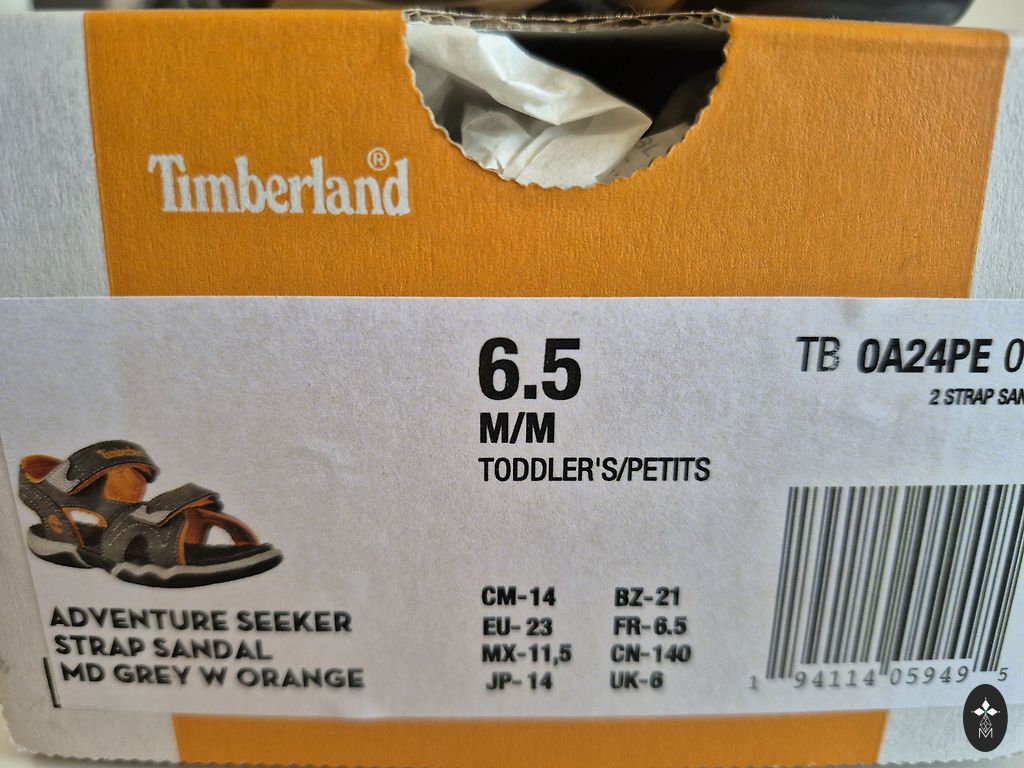 Timberland®
6.5
M/M
TODDLER'S/PETITS
TB 0A24PE 0
2 STRAP
ADVENTURE SEEKER
STRAP SANDAL
MD GREY W ORANGE
CM-14 BZ-21
EU-23 FR-6.5
MX-11,5 CN-140
JP-14 UK-6
1 94114 05949 5